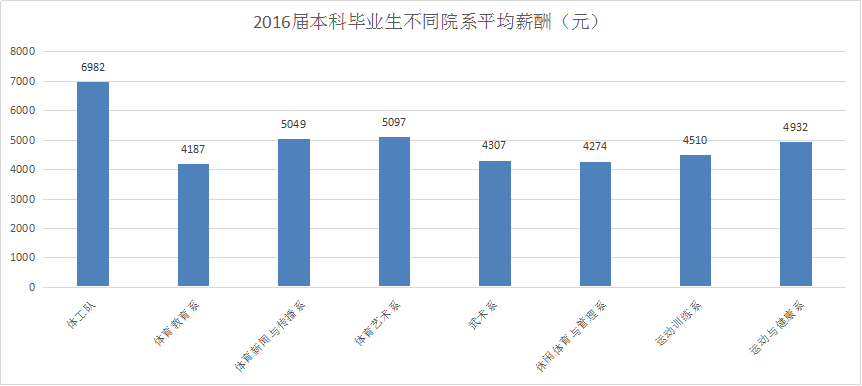 2016届本科毕业生不同院系平均薪酬（元）
8000
7000
6000
5000
4000
3000
2000
1000
0
6982
4187
5049
5097
4307
4274
4510
4932
体工队
体育教育系
体育新闻与传播系
体育艺术系
武术系
休闲体育与管理系
运动训练系
运动与健康系